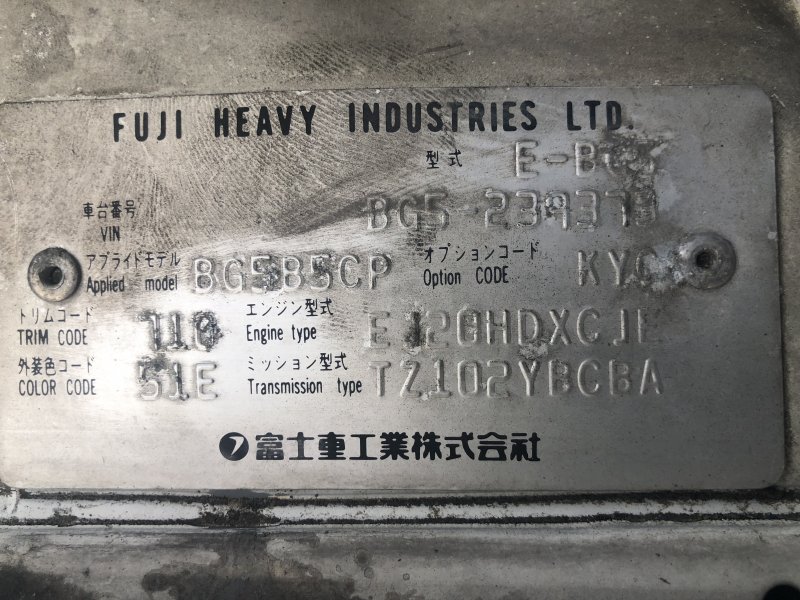 FUJI HEAVY INDUSTRIES LTD.
型式
車台番号
VIN
アプライドモデル
Applied model BG5B5CP
オプションコード
Option CODE
トリムコード
TRIM CODE 710
エンジン型式
Engine type
外装色コード
COLOR CODE 51E
ミッション型式
Transmission type TZ102YBCBA
富士重工業株式会社